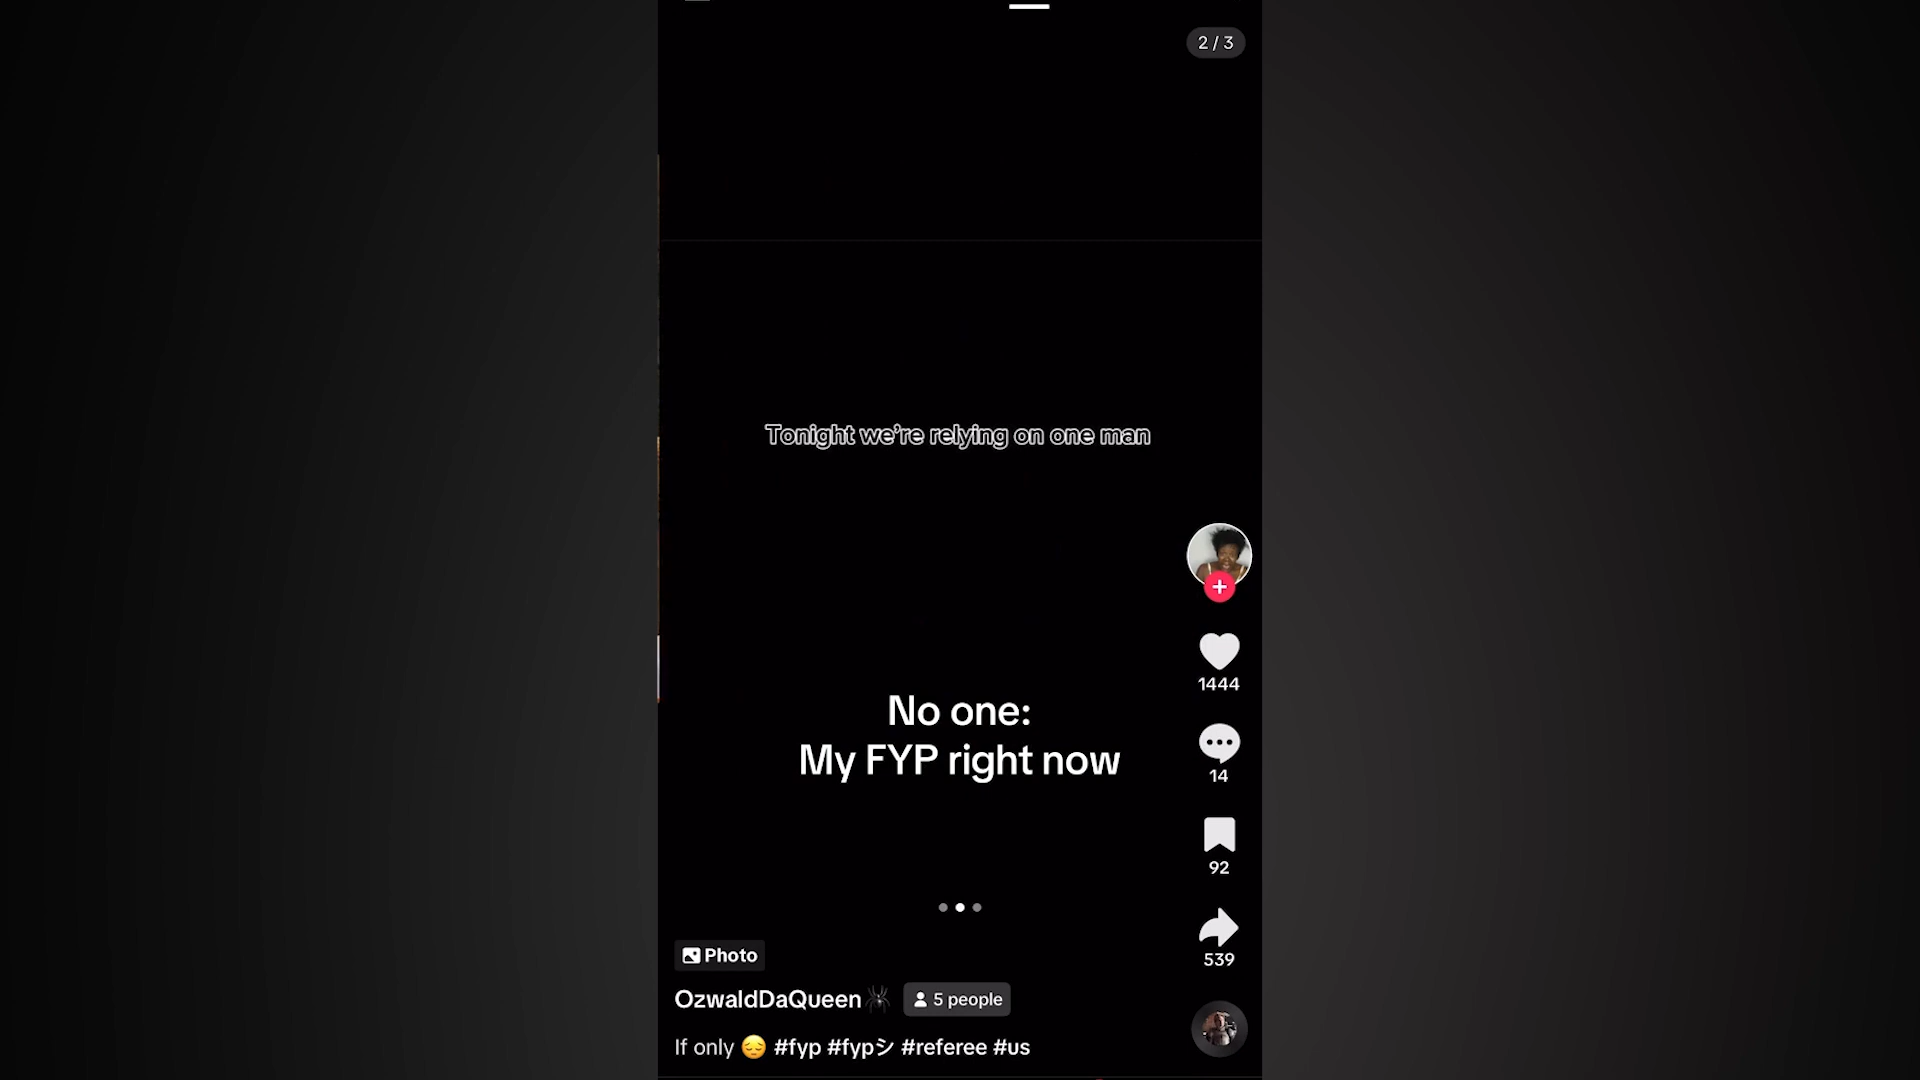 2 / 3
Tonight we're relying on one man
No one:
My FYP right now
1444
14
92
539
Photo
OzwaldDaQueen🕷 5 people
If only 😔 #fyp #fypシ #referee #us